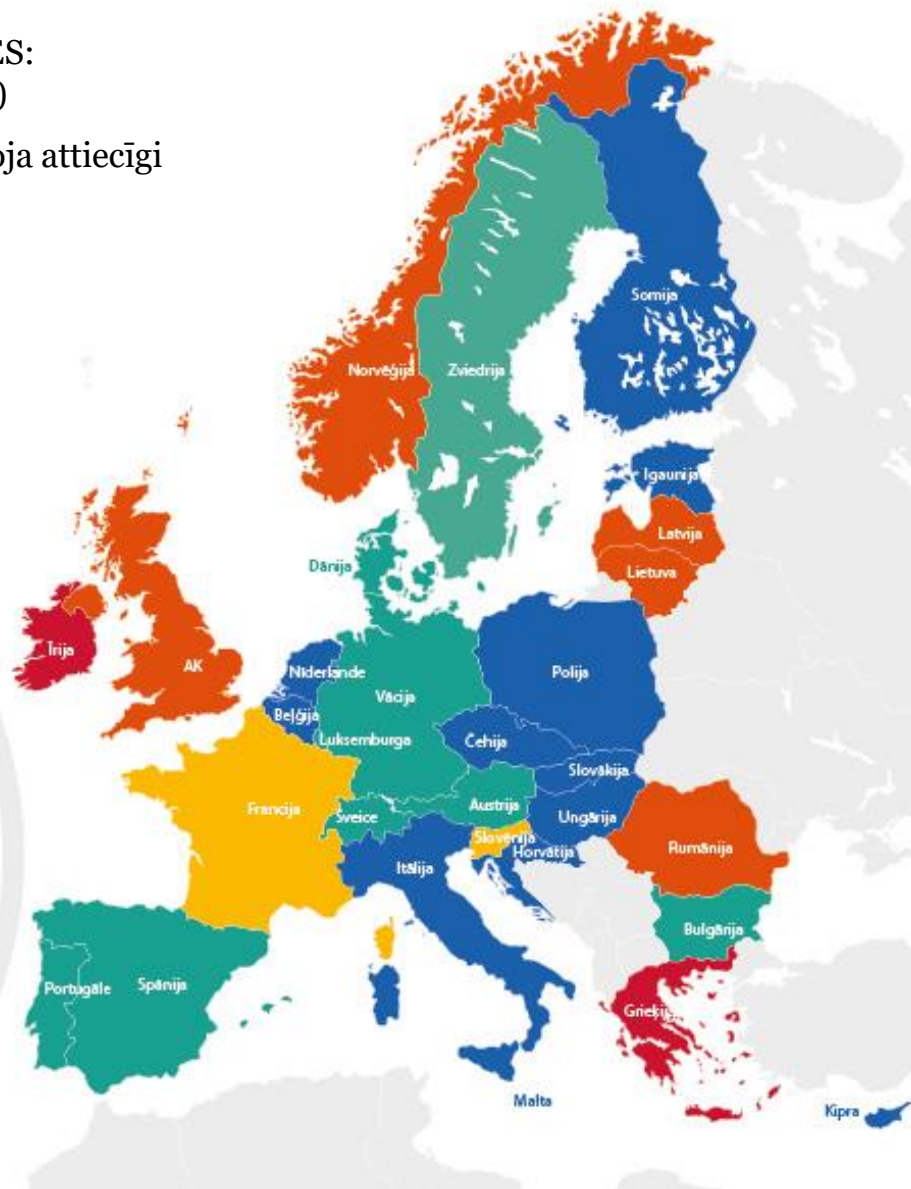 ES:
)
oja attiecīgi
Somija
Norvēģija
Zviedrija
Igaunija
Latvija
Lietuva
Dānija
Īrija
AK
Nīderlande
Beļģija
Luksemburga
Vācija
Polija
Čehija
Slovākija
Ungārija
Austrija
Šveice
Francija
Slovēnija
Horvātija
Itālija
Rumānija
Bulgārija
Portugāle
Spānija
Grieķija
Malta
Kipra